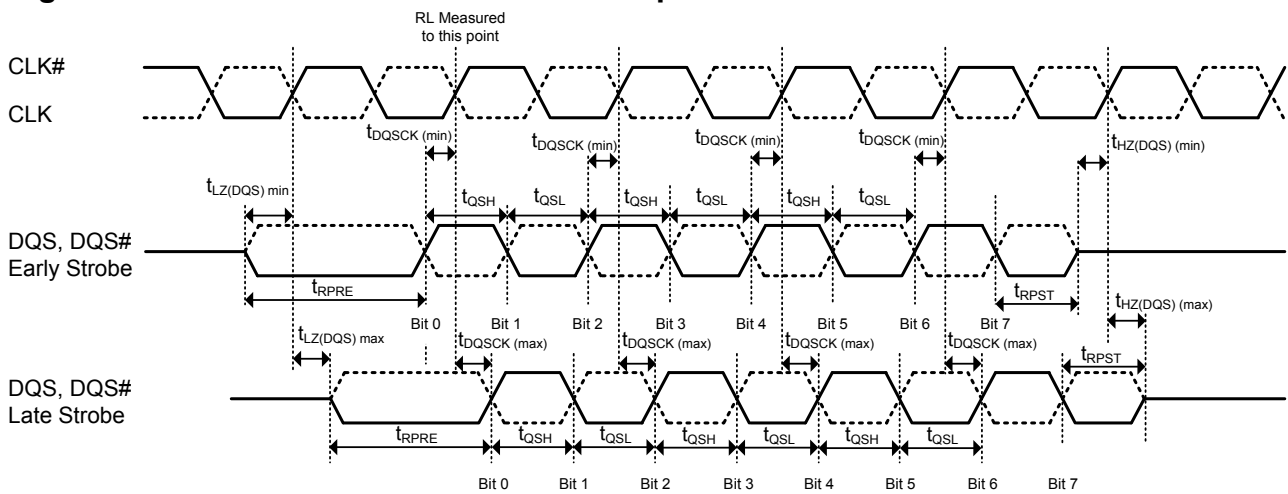 RL Measured
to this point
CLK#
CLK
tDQSCK (min) tDQSCK (min) tDQSCK (min) tDQSCK (min) tHZ(DQS) (min)
tLZ(DQS) min
tQSH tQSL tQSH tQSL tQSH tQSL
DQS, DQS#
Early Strobe
tRPRE tRPST
Bit 0 Bit 1 Bit 2 Bit 3 Bit 4 Bit 5 Bit 6 Bit 7
tHZ(DQS) (max)
tLZ(DQS) max
tDQSCK (max) tDQSCK (max) tDQSCK (max) tDQSCK (max)
tRPST
DQS, DQS#
Late Strobe
tRPRE tQSH tQSL tQSH tQSL tQSH tQSL
Bit 0 Bit 1 Bit 2 Bit 3 Bit 4 Bit 5 Bit 6 Bit 7